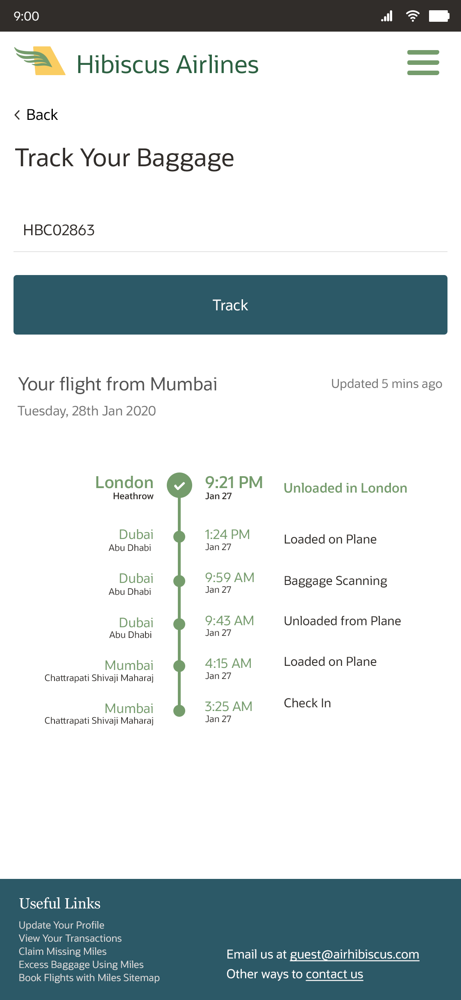 9:00
Hibiscus Airlines
Back
Track Your Baggage
HBC02863
Track
Your flight from Mumbai
Updated 5 mins ago
Tuesday, 28th Jan 2020
London
Heathrow
9:21 PM
Jan 27
Unloaded in London
Dubai
Abu Dhabi
1:24 PM
Jan 27
Loaded on Plane
Dubai
Abu Dhabi
9:59 AM
Jan 27
Baggage Scanning
Dubai
Abu Dhabi
9:43 AM
Jan 27
Unloaded from Plane
Mumbai
Chattrapati Shivaji Maharaj
4:15 AM
Jan 27
Loaded on Plane
Mumbai
Chattrapati Shivaji Maharaj
3:25 AM
Jan 27
Check In
Useful Links
Update Your Profile
View Your Transactions
Claim Missing Miles
Excess Baggage Using Miles
Book Flights with Miles Sitemap
Email us at guest@airhibiscus.com
Other ways to contact us